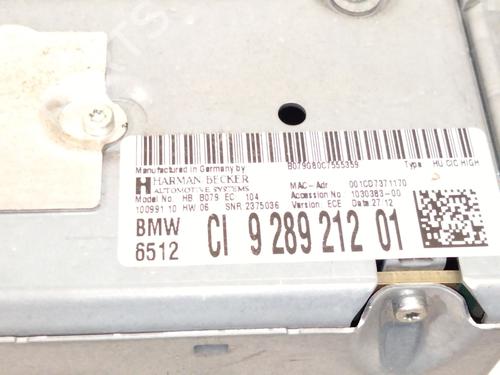 Manufactured in Germany by B079080C7555359 Type HU CIC HIGH
HARMAN/BECKER
AUTOMOTIVE SYSTEMS
MAC-Adr 001CD7371170
Model No. HB B079 EC 104 Accession No 1030383-00
10099110 HW 06 SNR 2375036 Version ECE Data 27.12
BMW
6512
CI 9 289 212 01